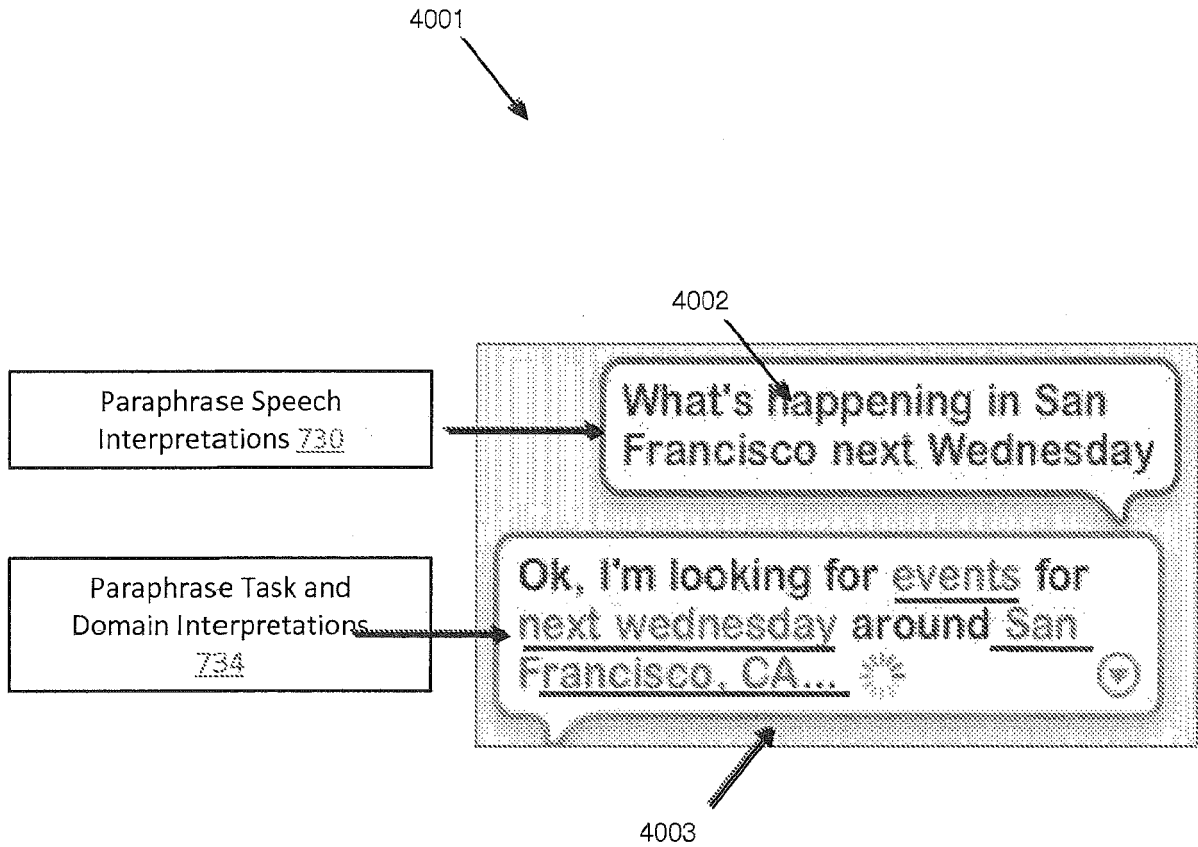 4001
4002
Paraphrase Speech
Interpretations 730
What's happening in San
Francisco next Wednesday
Paraphrase Task and
Domain Interpretations
734
Ok, I'm looking for events for
next wednesday around San
Francisco, CA...
4003